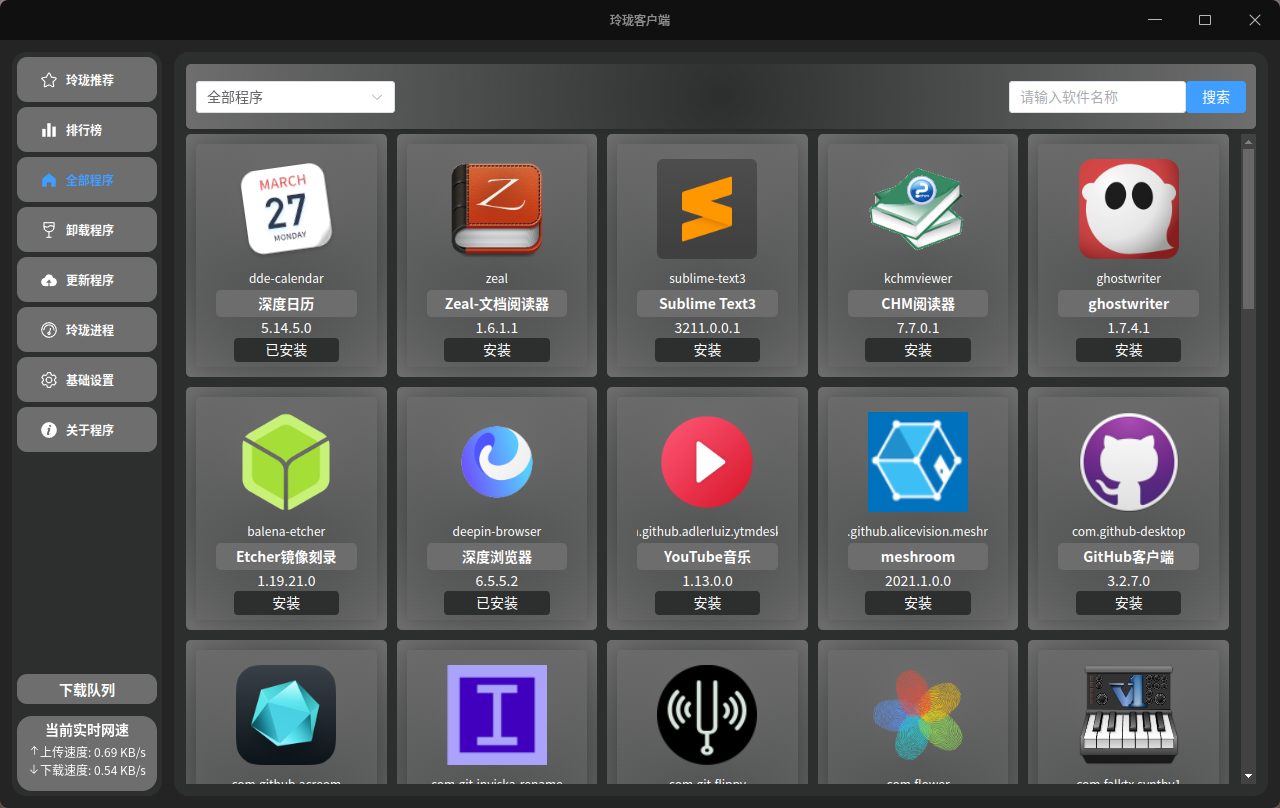 玲珑客户端
玲珑推荐
排行榜
全部程序
卸载程序
更新程序
玲珑进程
基础设置
关于程序
下载队列
当前实时网速
↑上传速度: 0.69 KB/s
↓下载速度: 0.54 KB/s
全部程序
请输入软件名称
搜索
MARCH
27
MONDAY
dde-calendar
深度日历
5.14.5.0
已安装
Z
zeal
Zeal-文档阅读器
1.6.1.1
安装
sublime-text3
Sublime Text3
3211.0.0.1
安装
kchmviewer
CHM阅读器
7.7.0.1
安装
ghostwriter
ghostwriter
1.7.4.1
安装
balena-etcher
Etcher镜像刻录
1.19.21.0
安装
deepin-browser
深度浏览器
6.5.5.2
已安装
.github.adlerluiz.ytmdesk
YouTube音乐
1.13.0.0
安装
.github.alicevision.meshr
meshroom
2021.1.0.0
安装
com.github-desktop
GitHub客户端
3.2.7.0
安装
I
com.git.flippy
com.flower
com.falktx.synthv1